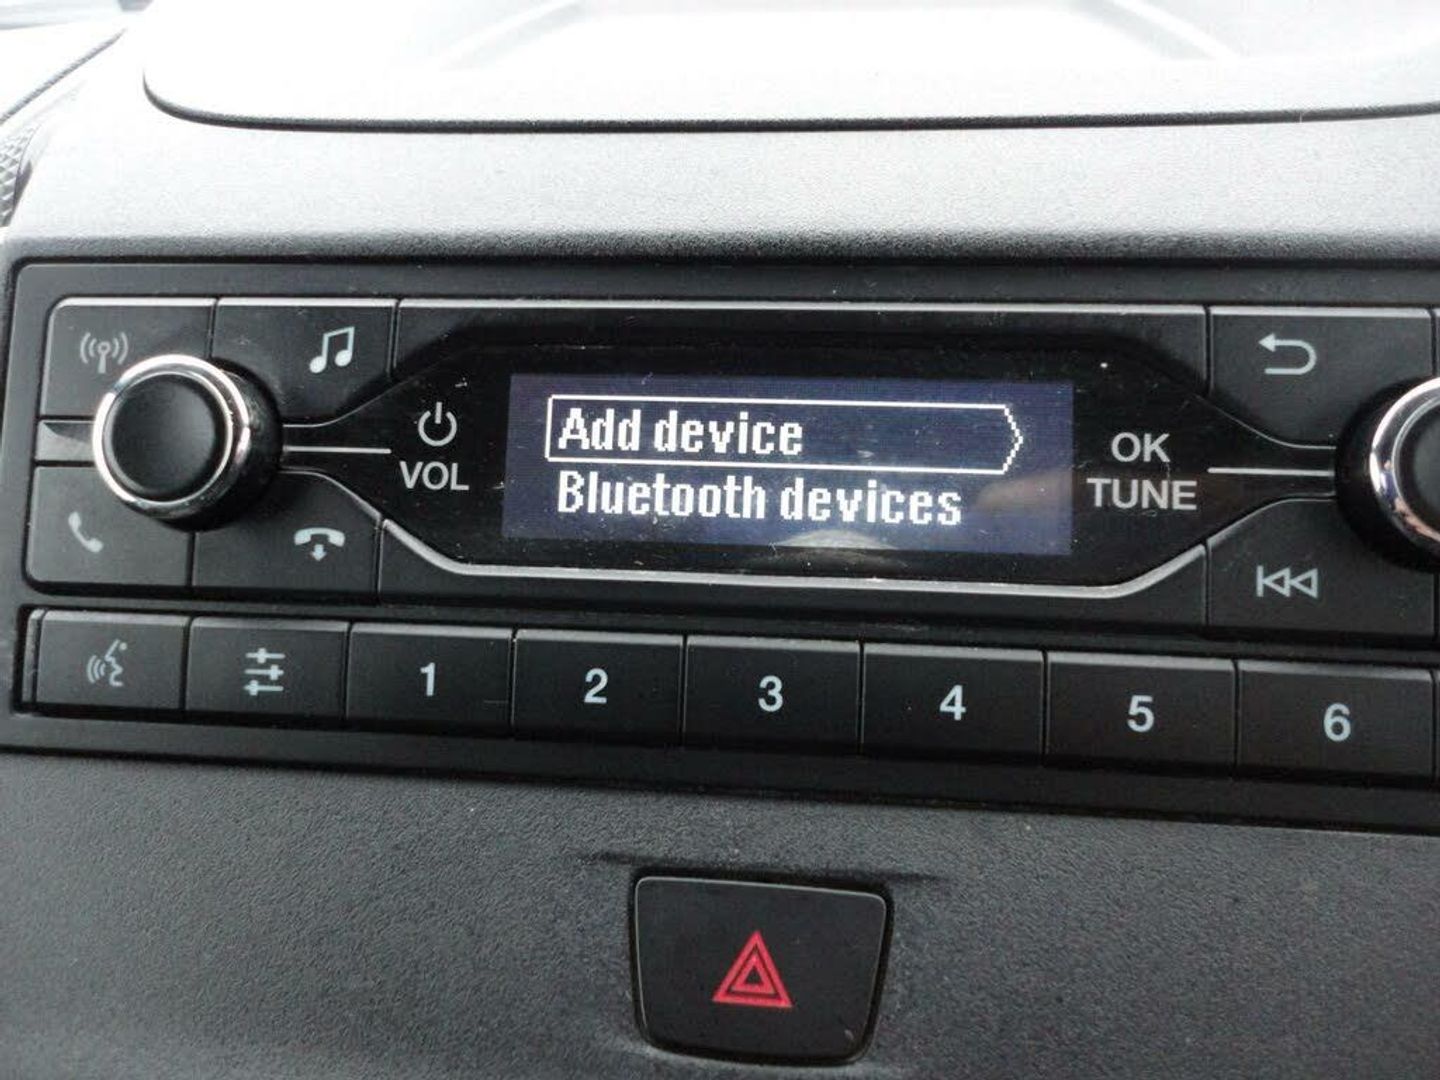 Add device
Bluetooth devices
VOL
OK
TUNE
1 2 3 4 5 6